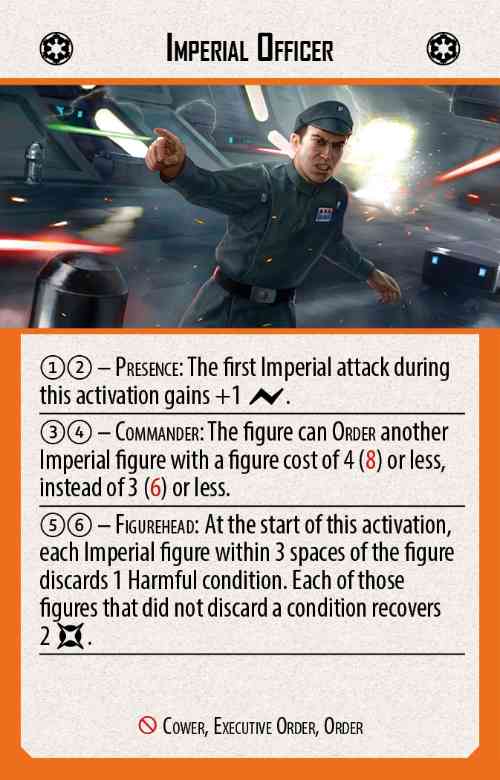 Imperial Officer
①② – Presence: The first Imperial attack during
this activation gains +1 .
③④ – Commander: The figure can Order another
Imperial figure with a figure cost of 4 (8) or less,
instead of 3 (6) or less.
⑤⑥ – Figurehead: At the start of this activation,
each Imperial figure within 3 spaces of the figure
discards 1 Harmful condition. Each of those
figures that did not discard a condition recovers
2 .
Cower, Executive Order, Order